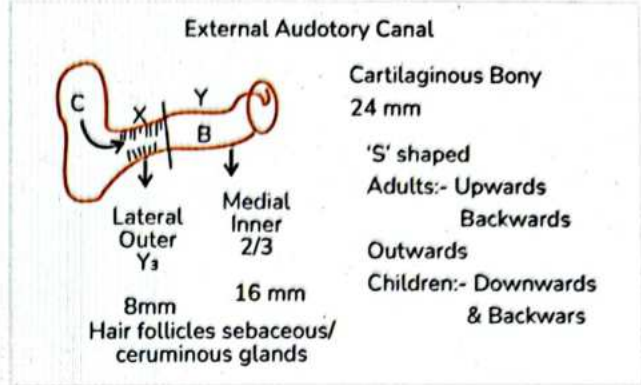 External Audotory Canal
C
X
Y
B
Lateral
Outer
Y₃
8mm
Medial
Inner
2/3
16 mm
Hair follicles sebaceous/
ceruminous glands
Cartilaginous Bony
24 mm
'S' shaped
Adults:- Upwards
Backwards
Outwards
Children:- Downwards
& Backwars